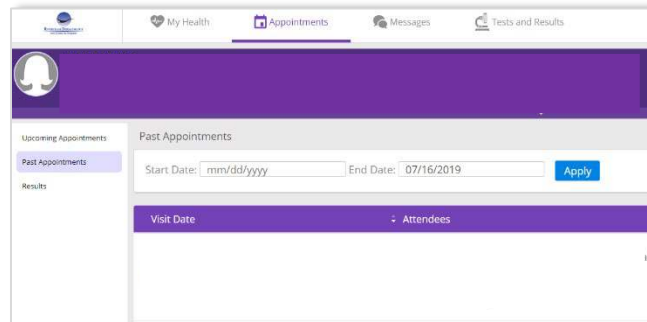 My Health Appointments Messages Tests and Results
Upcoming Appointments
Past Appointments
Results
Past Appointments
Start Date: mm/dd/yyyy End Date: 07/16/2019 Apply
Visit Date Attendees